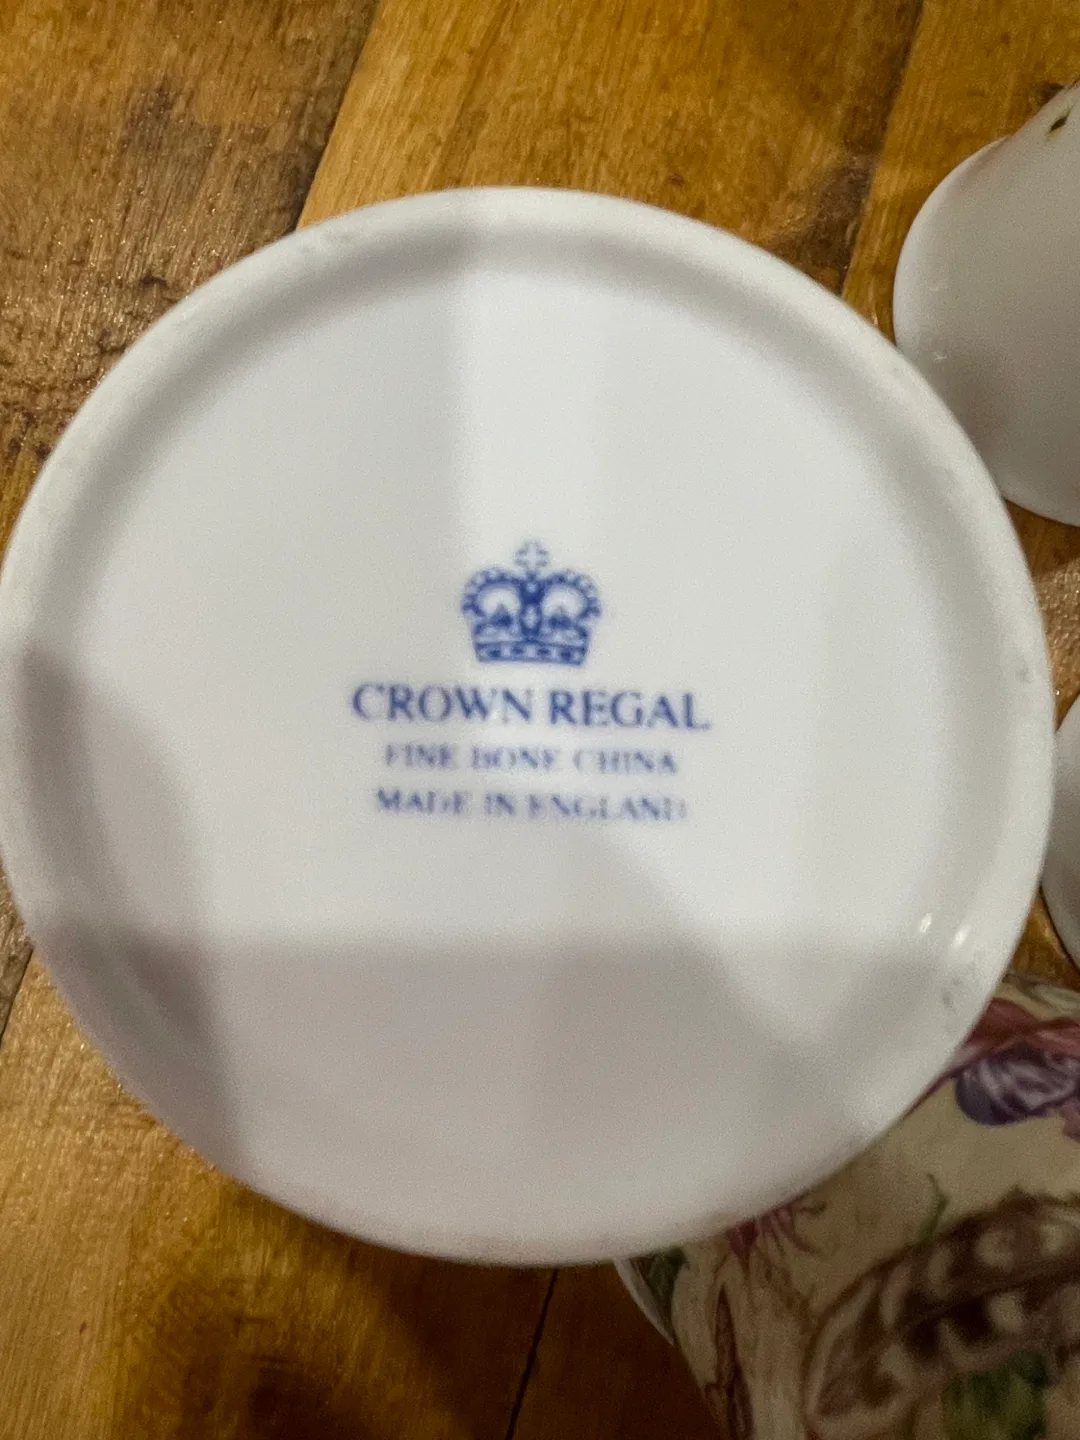 CROWN REGAL
FINE BONE CHINA
MADE IN ENGLAND